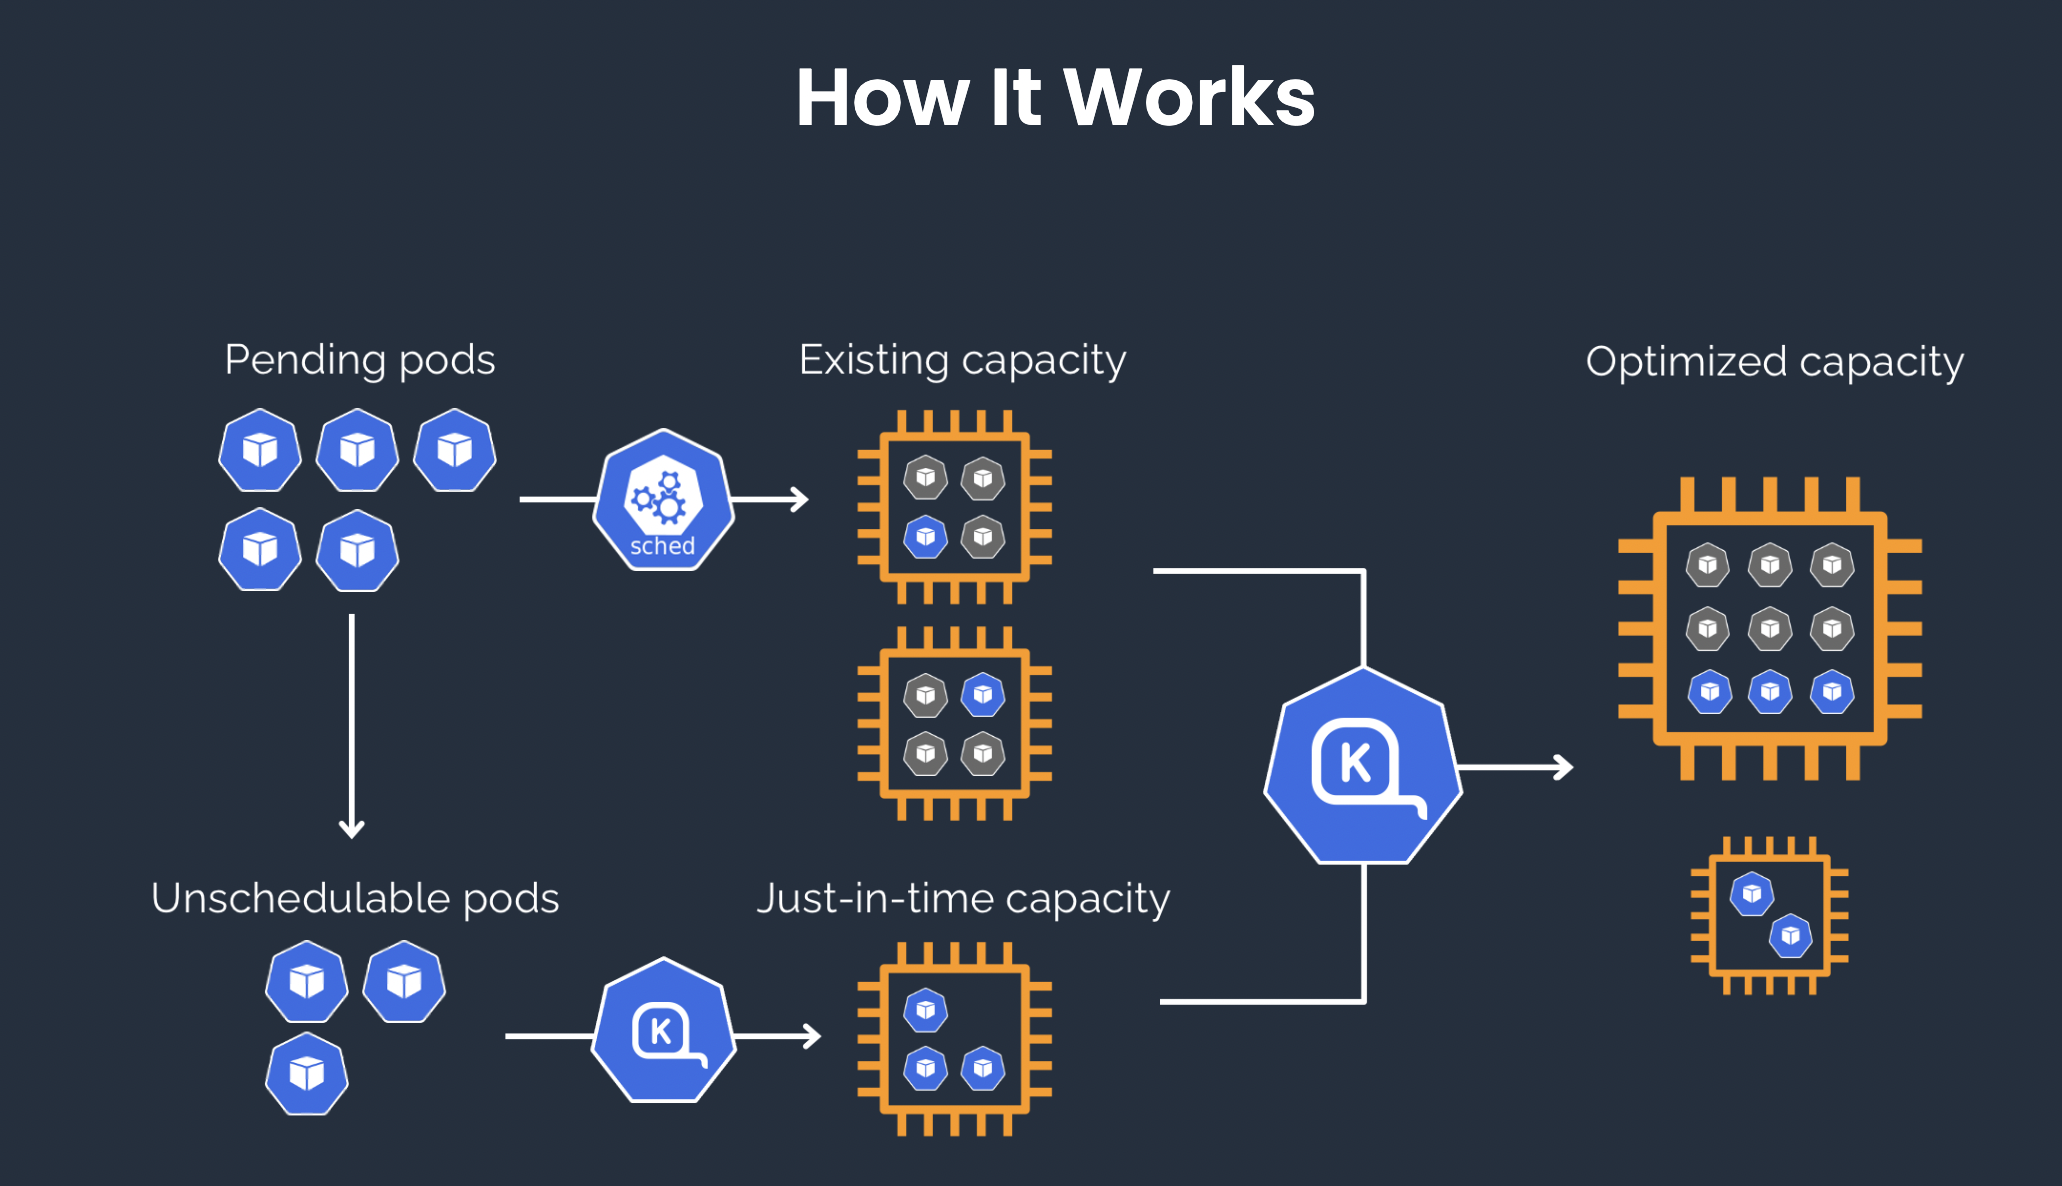 How It Works
Pending pods
Existing capacity
Optimized capacity
sched
Unschedulable pods
Just-in-time capacity
K
K